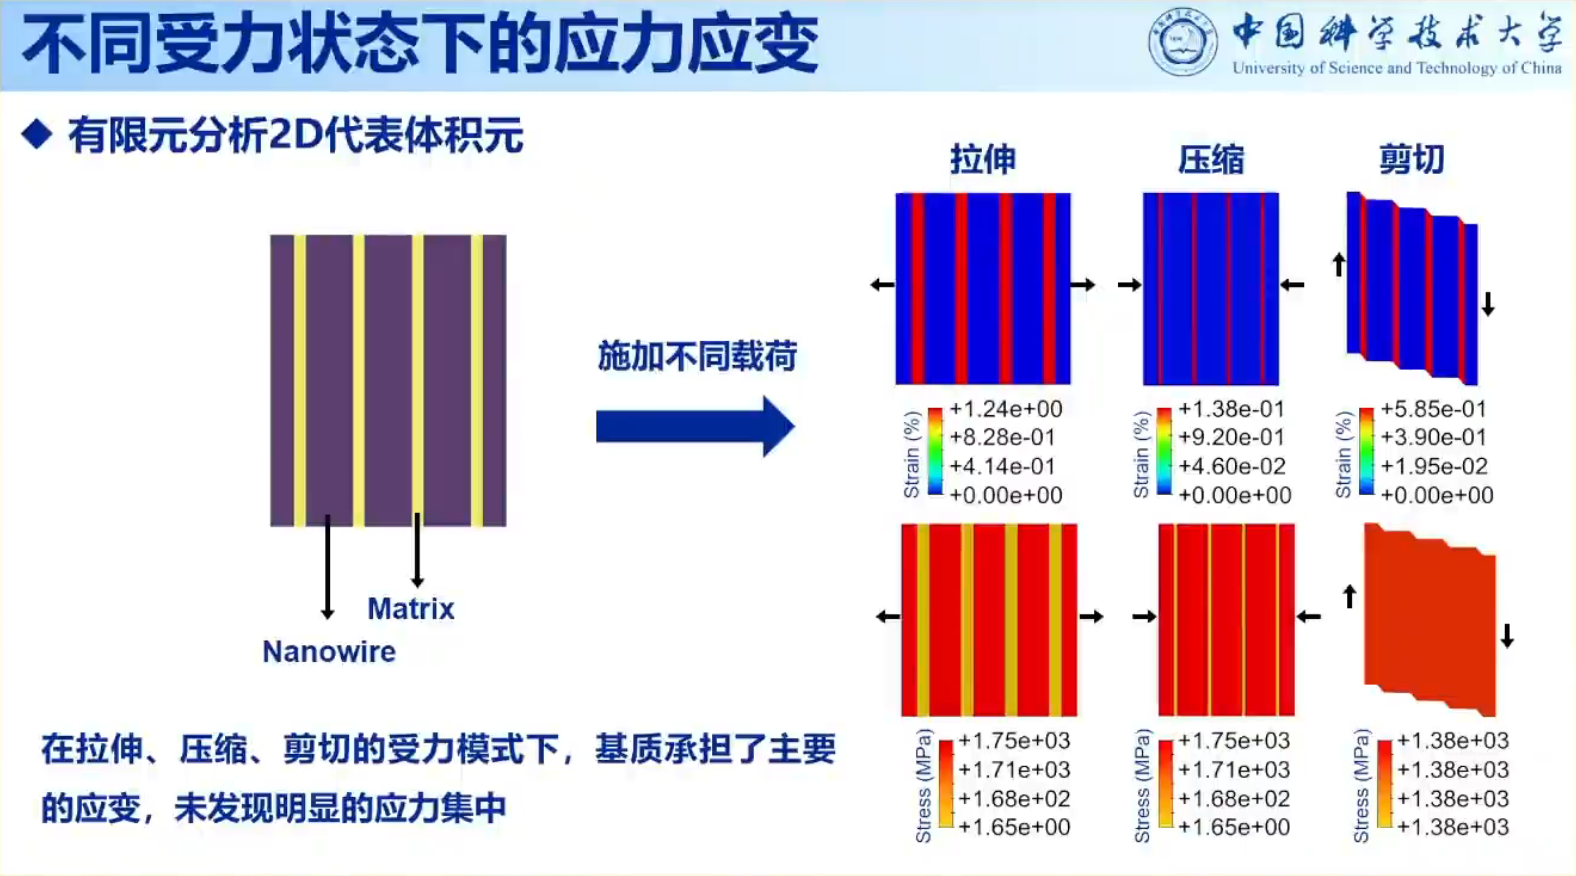 不同受力状态下的应力应变
中国科学技术大学
University of Science and Technology of China
◆ 有限元分析2D代表体积元
Matrix
Nanowire
施加不同载荷
拉伸
压缩
剪切
Strain (%)
+1.24e+00
+8.28e-01
+4.14e-01
+0.00e+00
Strain (%)
+1.38e-01
+9.20e-01
+4.60e-02
+0.00e+00
Strain (%)
+5.85e-01
+3.90e-01
+1.95e-02
+0.00e+00
Stress (MPa)
+1.75e+03
+1.71e+03
+1.68e+02
+1.65e+00
Stress (MPa)
+1.75e+03
+1.71e+03
+1.68e+02
+1.65e+00
Stress (MPa)
+1.38e+03
+1.38e+03
+1.38e+03
+1.38e+03
在拉伸、压缩、剪切的受力模式下，基质承担了主要
的应变，未发现明显的应力集中